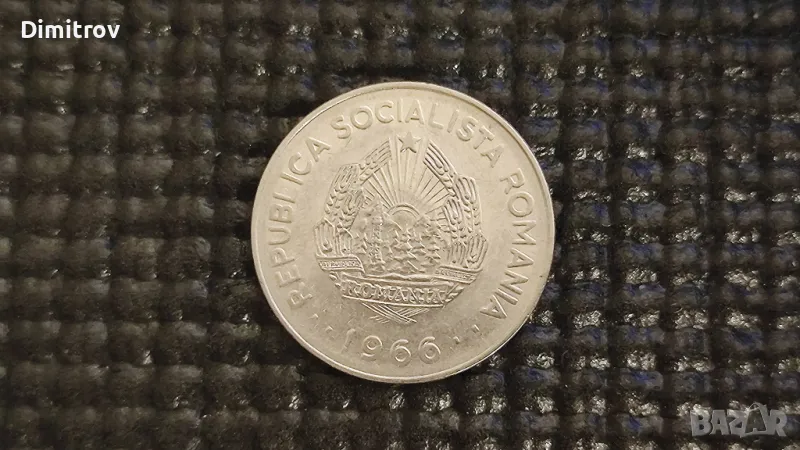 Dimitrov
REPUBLICA SOCIALISTA ROMANIA
ROMANIA
1966
BAZAR